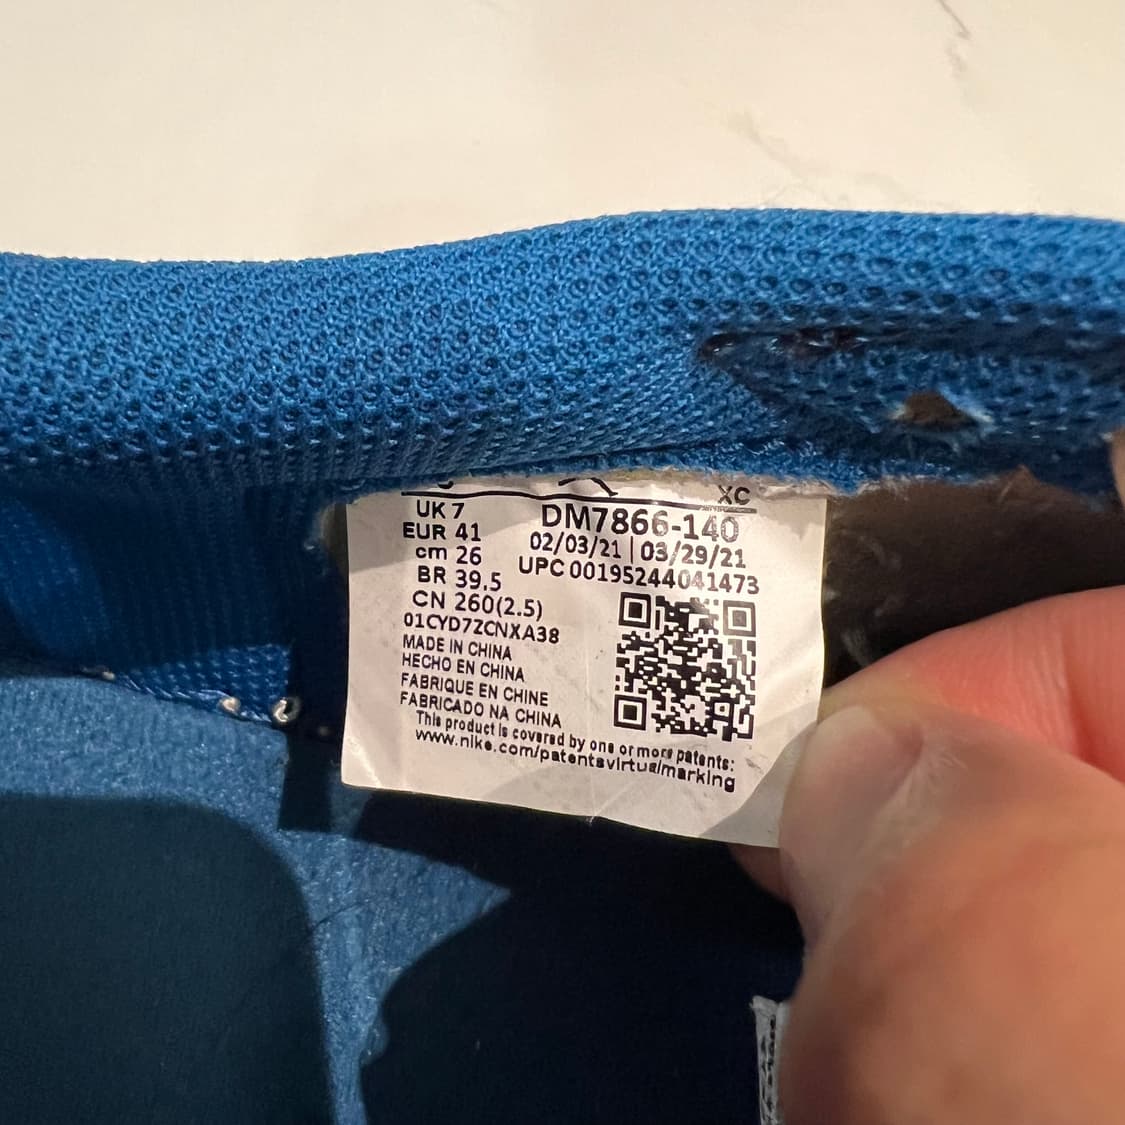 XC
UK 7
EUR 41
cm 26
BR 39.5
CN 260(2.5)
01CYD7ZCNXA38
DM7866-140
02/03/21 | 03/29/21
UPC 00195244041473
MADE IN CHINA
HECHO EN CHINA
FABRIQUE EN CHINE
FABRICADO NA CHINA
This product is covered by one or more patents:
www.nike.com/patentsvirtualmarking